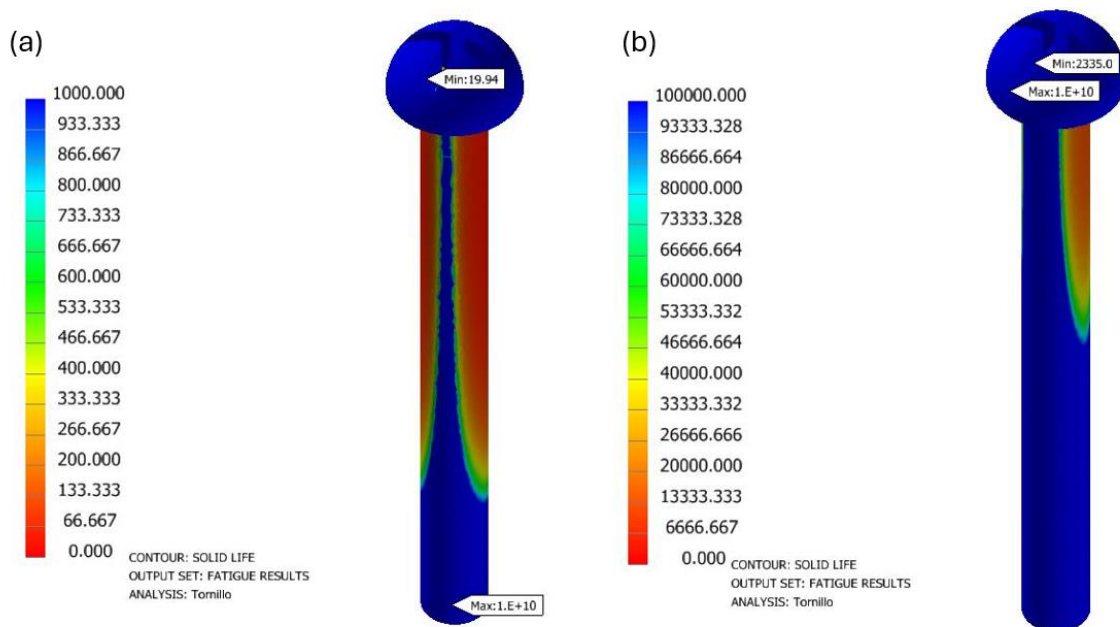 (a)
1000.000
933.333
866.667
800.000
733.333
666.667
600.000
533.333
466.667
400.000
333.333
266.667
200.000
133.333
66.667
0.000
CONTOUR: SOLID LIFE
OUTPUT SET: FATIGUE RESULTS
ANALYSIS: Tornillo
Min:19.94
Max:1.E+10
(b)
100000.000
93333.328
86666.664
80000.000
73333.328
66666.664
60000.000
53333.332
46666.664
40000.000
33333.332
26666.666
20000.000
13333.333
6666.667
0.000
CONTOUR: SOLID LIFE
OUTPUT SET: FATIGUE RESULTS
ANALYSIS: Tornillo
Min:2335.0
Max:1.E+10